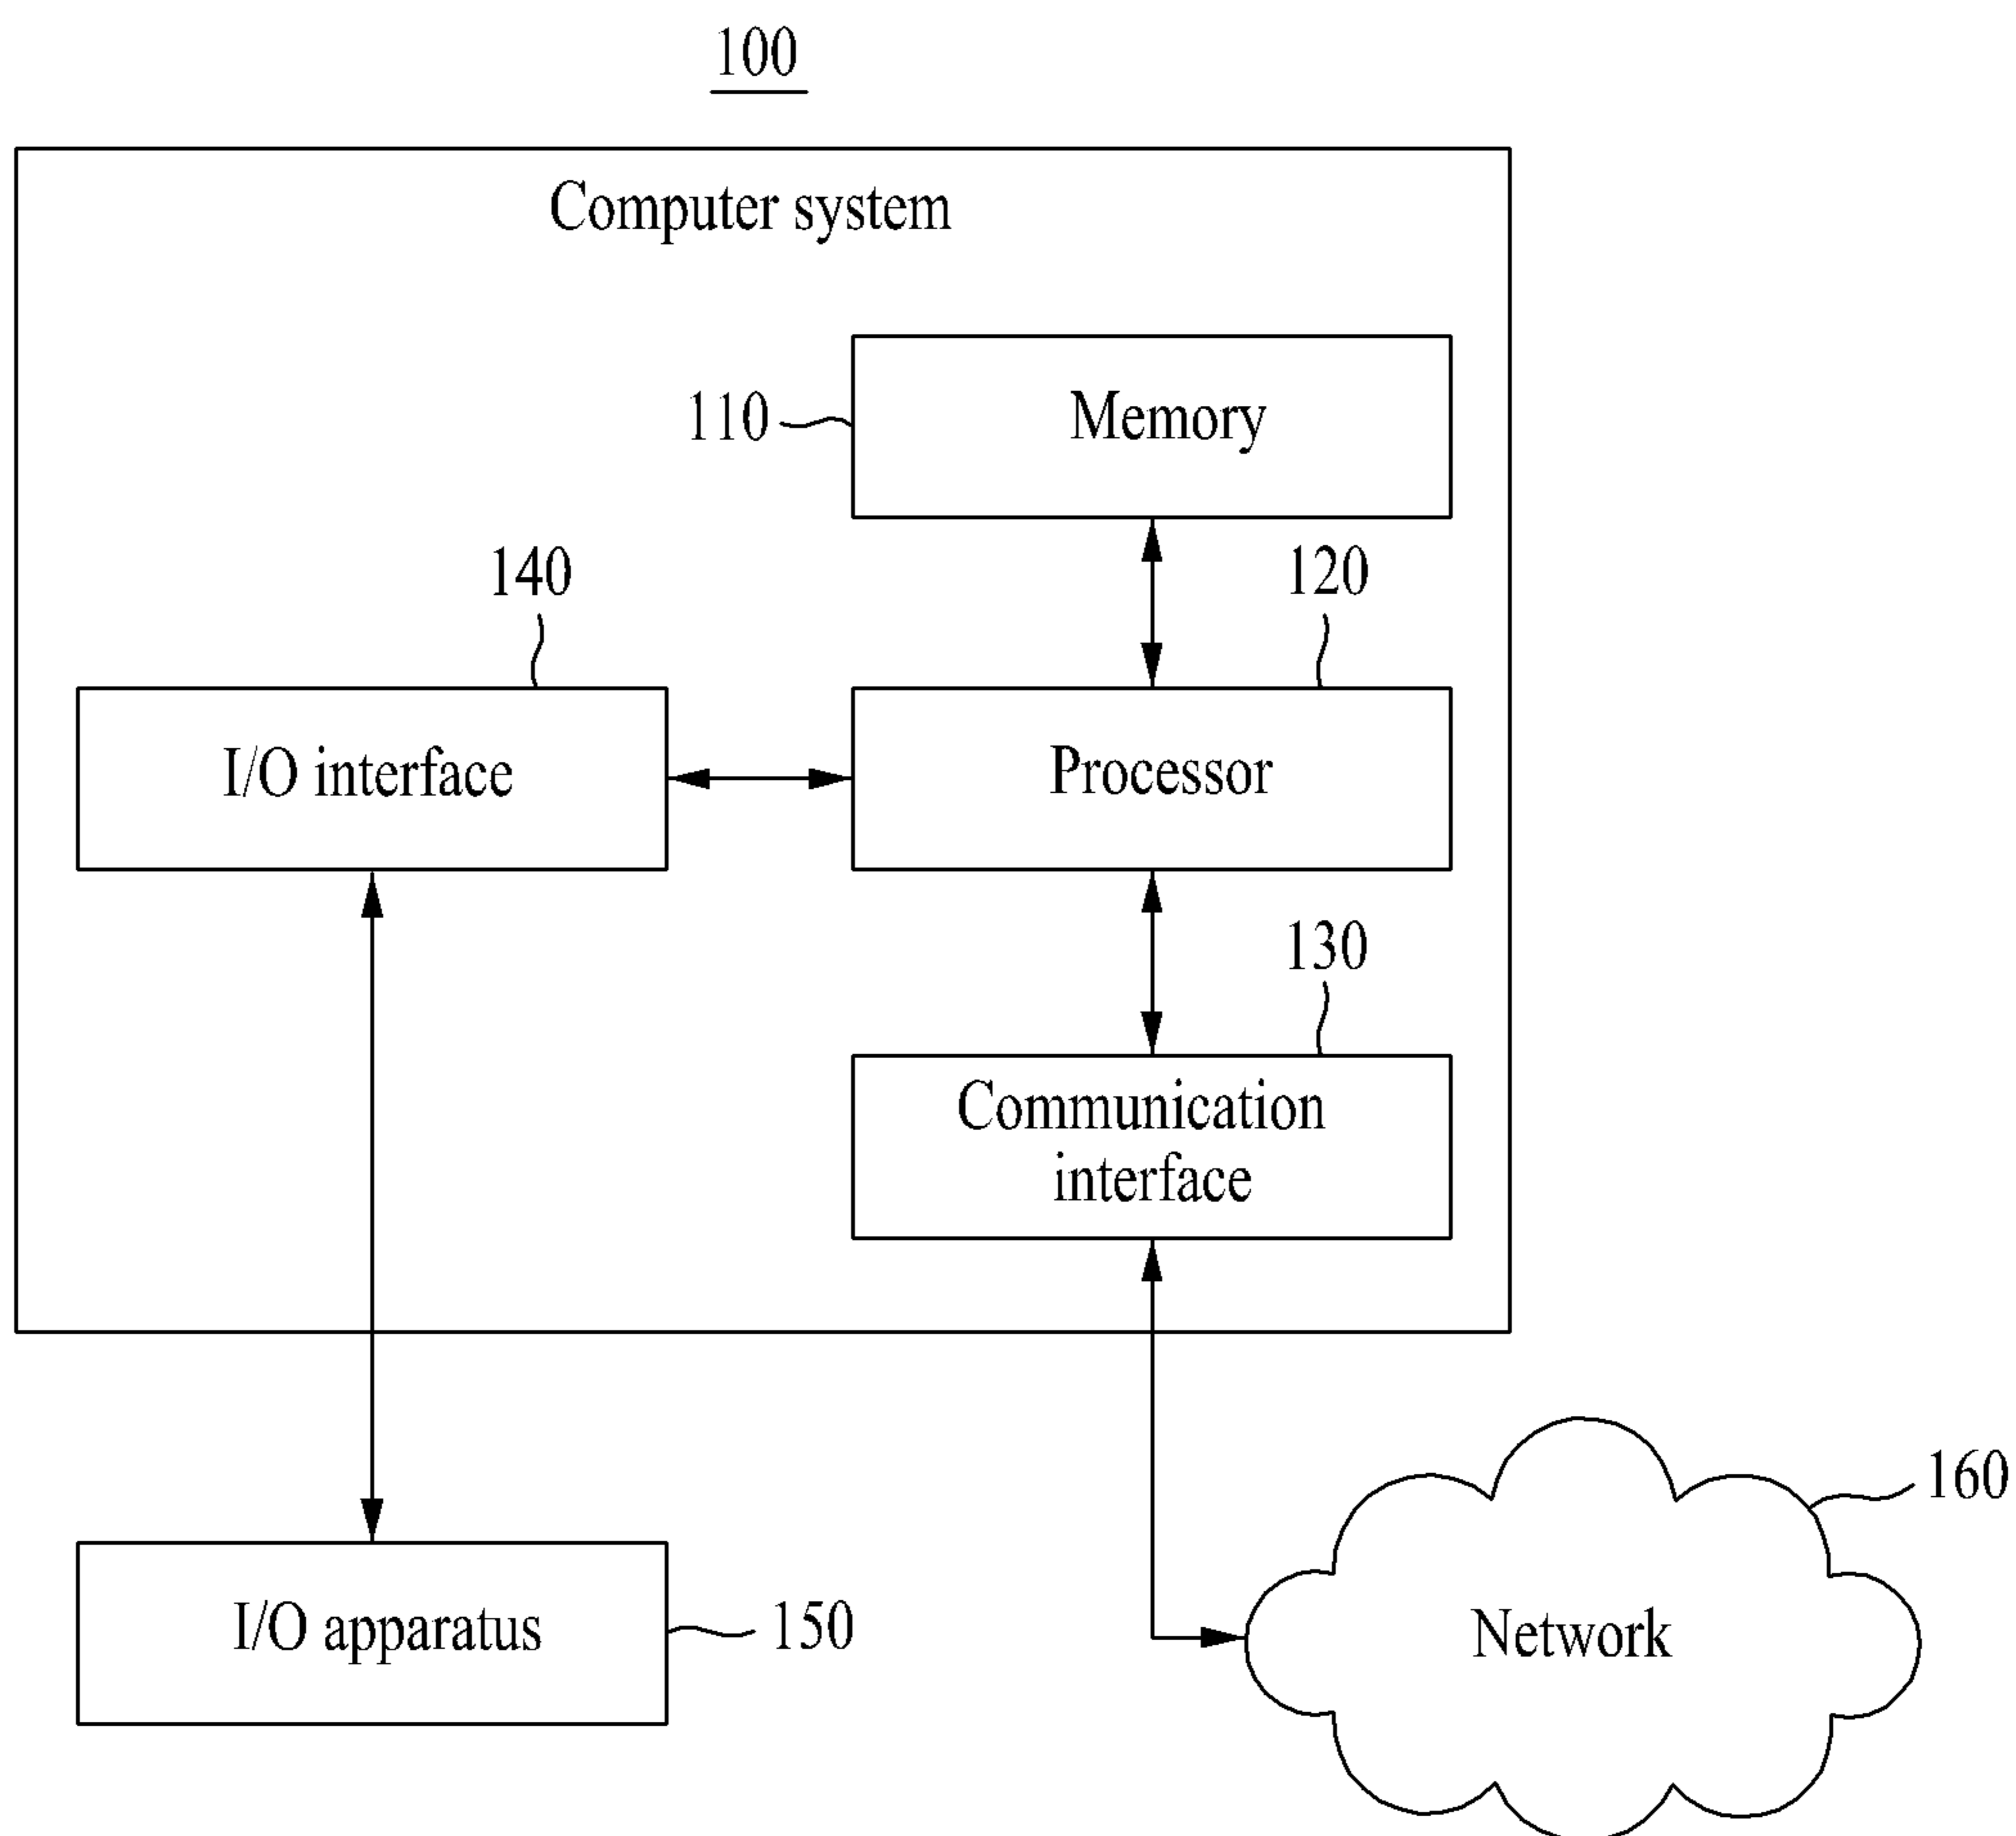 100
Computer system
110
Memory
140
120
I/O interface
Processor
130
Communication
interface
160
I/O apparatus
150
Network